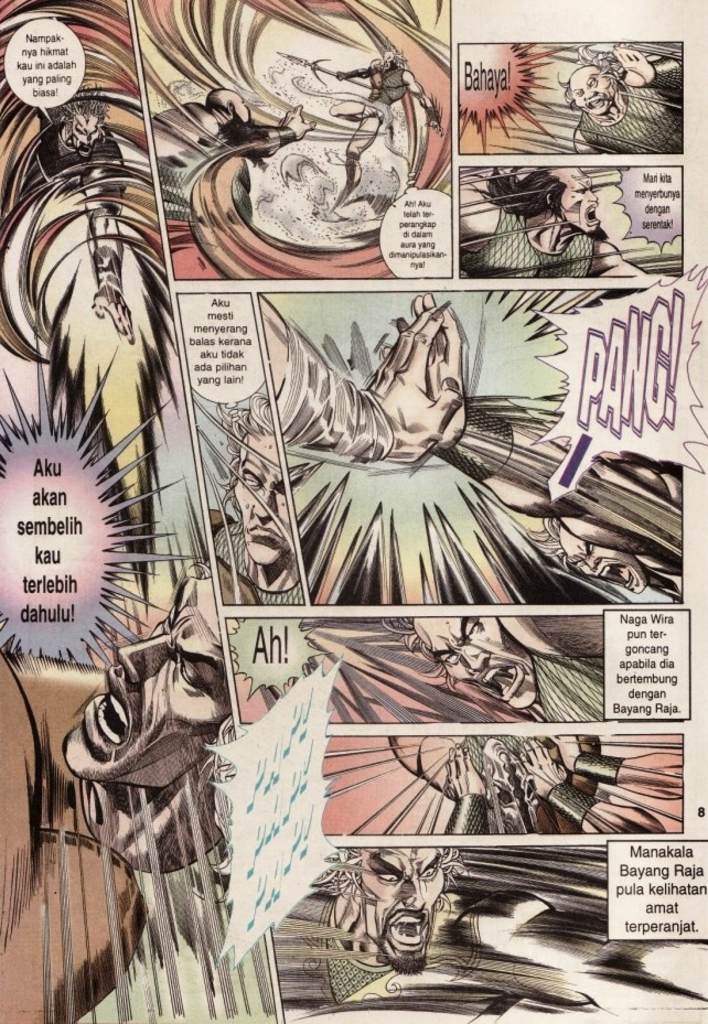 Nampak-
nya hikmat
kau ini adalah
yang paling
biasa!
Ah! Aku
telah ter-
perangkap
di dalam
aura yang
dimanipulasikan-
nya!
Bahaya!
Mari kita
menyerbunya
dengan
serentak!
Aku
mesti
menyerang
balas kerana
aku tidak
ada pilihan
yang lain!
PANG!
Aku
akan
sembelih
kau
terlebih
dahulu!
Ah!
Naga Wira
pun ter-
goncang
apabila dia
bertembung
dengan
Bayang Raja.
8
Manakala
Bayang Raja
pula kelihatan
amat
terperanjat.